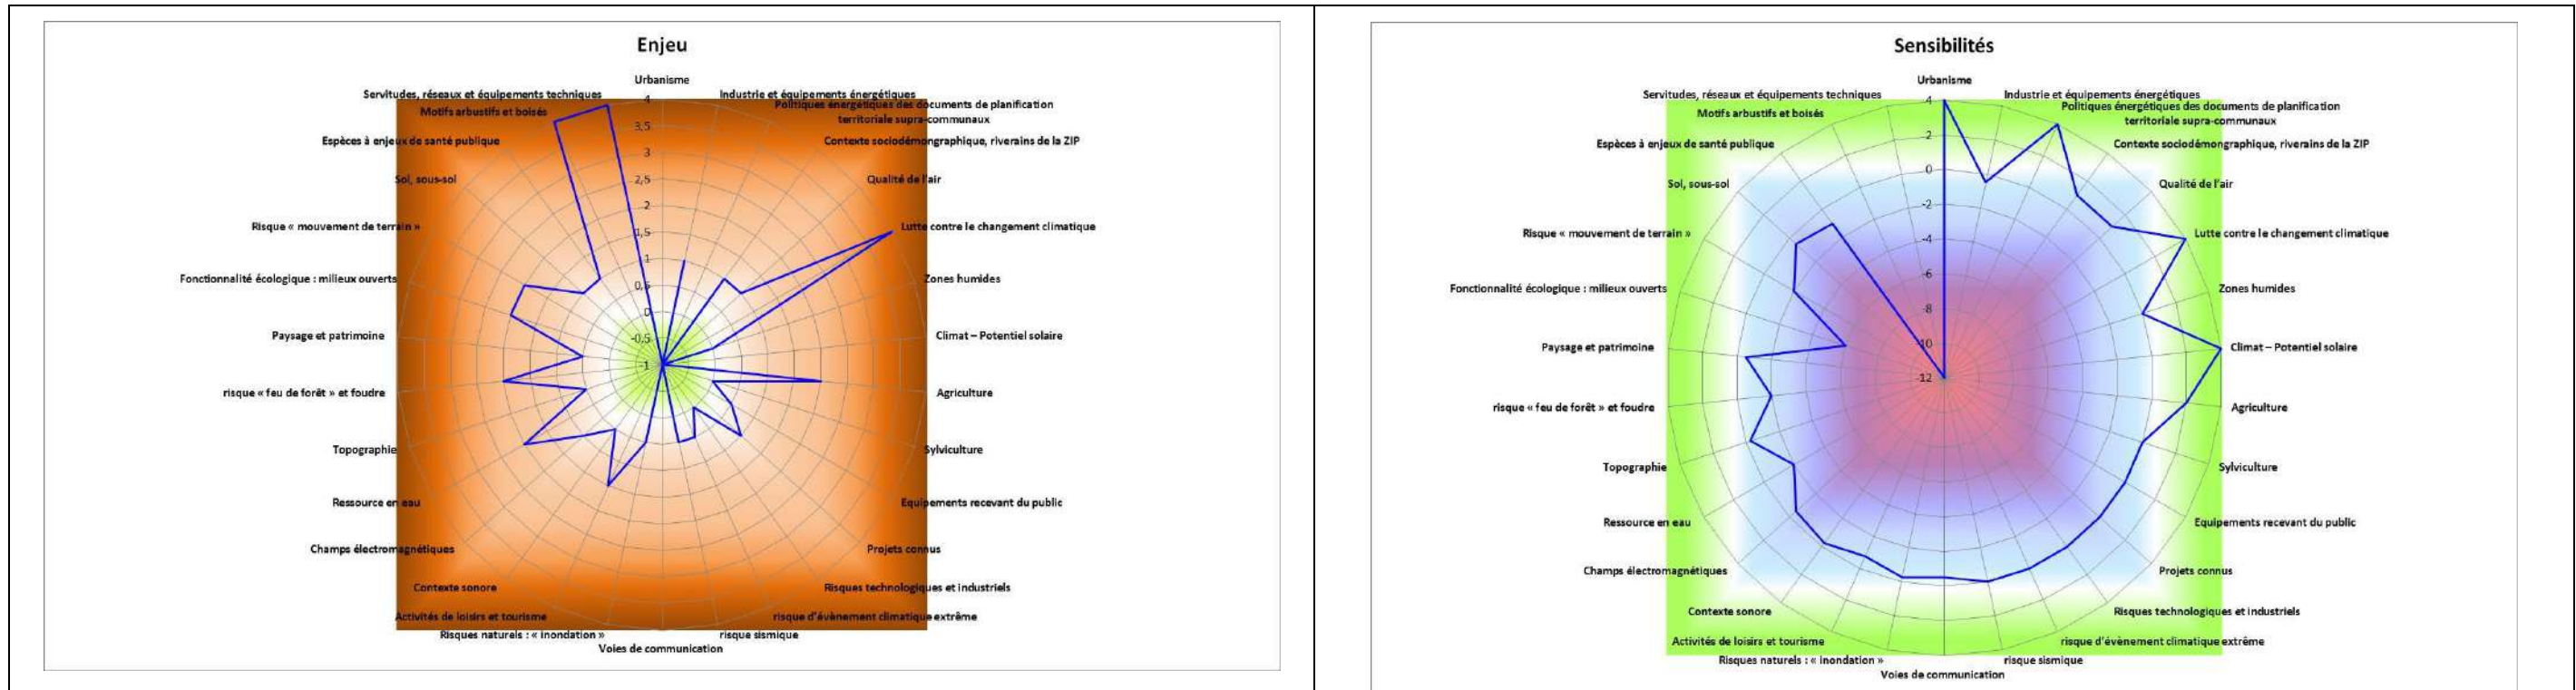 Enjeu
Urbanisme
Servitudes, réseaux et équipements techniques
Industrie et équipements énergétiques
Motifs arbustifs et boisés
Politiques énergétiques des documents de planification
territoriale supra-communaux
Espèces à enjeux de santé publique
Contexte sociodémongraphique, riverains de la ZIP
Sol, sous-sol
Qualité de l'air
Risque « mouvement de terrain »
Lutte contre le changement climatique
Fonctionnalité écologique : milieux ouverts
Zones humides
Paysage et patrimoine
Climat – Potentiel solaire
risque « feu de forêt » et foudre
Agriculture
Topographie
Sylviculture
Ressource en eau
Equipements recevant du public
Champs électromagnétiques
Projets connus
Contexte sonore
Risques technologiques et industriels
Activités de loisirs et tourisme
risque d'évènement climatique extrême
Risques naturels : « inondation »
risque sismique
Voies de communication
4
3,5
3
2,5
2
1,5
1
0,5
0
-0,5
-1
Sensibilités
Urbanisme
Servitudes, réseaux et équipements techniques
Industrie et équipements énergétiques
Motifs arbustifs et boisés
Politiques énergétiques des documents de planification
territoriale supra-communaux
Espèces à enjeux de santé publique
Contexte sociodémongraphique, riverains de la ZIP
Sol, sous-sol
Qualité de l'air
Risque « mouvement de terrain »
Lutte contre le changement climatique
Fonctionnalité écologique : milieux ouverts
Zones humides
Paysage et patrimoine
Climat – Potentiel solaire
risque « feu de forêt » et foudre
Agriculture
Topographie
Sylviculture
Ressource en eau
Equipements recevant du public
Champs électromagnétiques
Projets connus
Contexte sonore
Risques technologiques et industriels
Activités de loisirs et tourisme
risque d'évènement climatique extrême
Risques naturels : « inondation »
risque sismique
Voies de communication
4
2
0
-2
-4
-6
-8
-10
-12